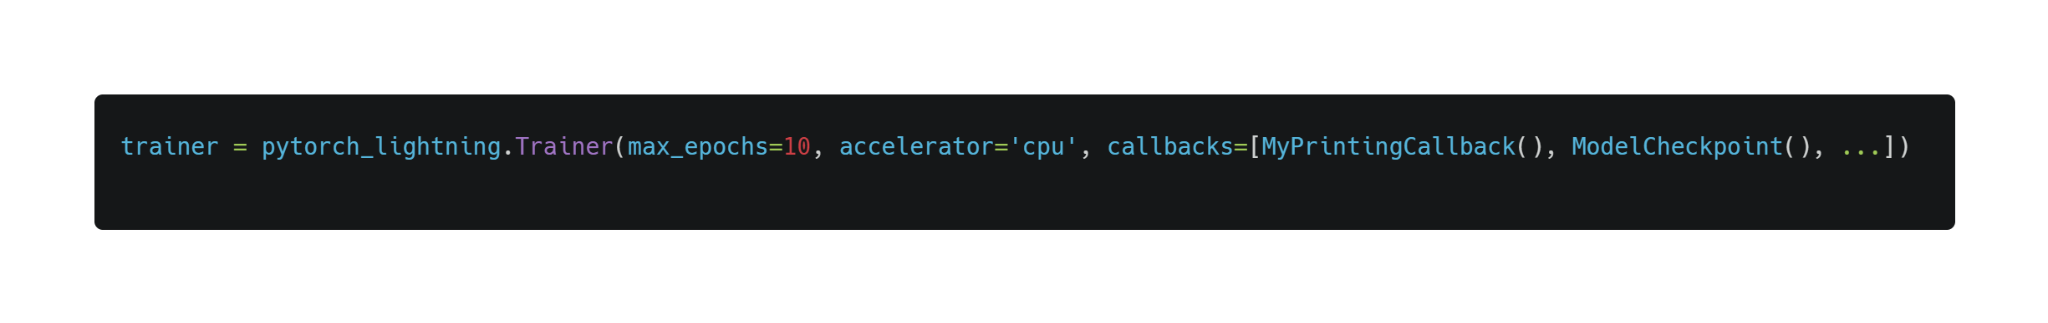 trainer = pytorch_lightning.Trainer(max_epochs=10, accelerator='cpu', callbacks=[MyPrintingCallback(), ModelCheckpoint(), ...])